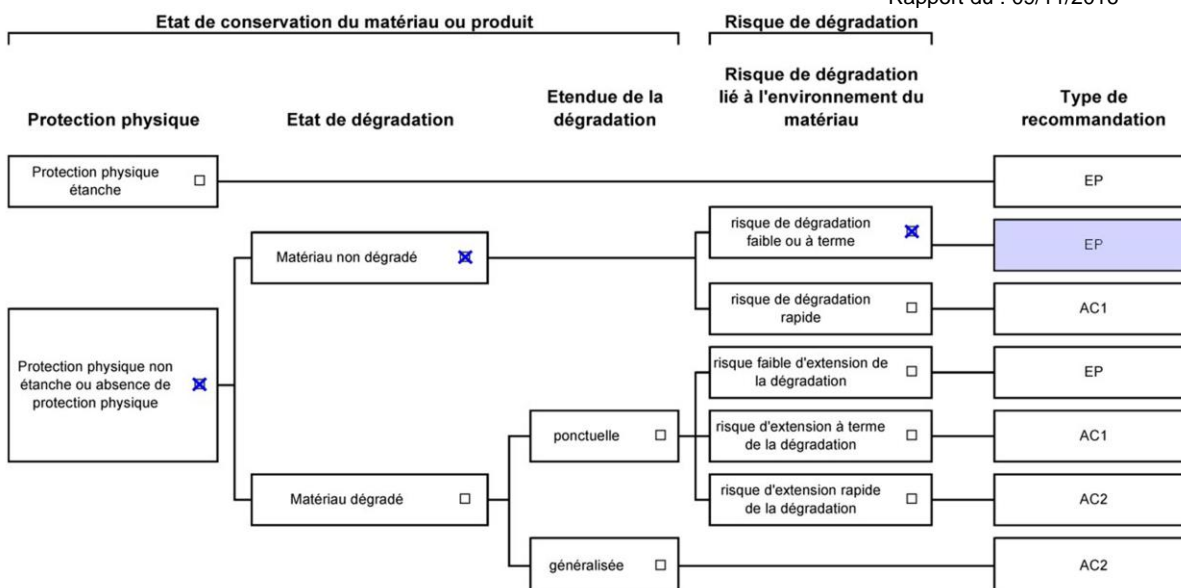 Etat de conservation du matériau ou produit
Risque de dégradation
Protection physique
Etat de dégradation
Etendue de la
dégradation
Risque de dégradation
lié à l'environnement du
matériau
Type de
recommandation
Protection physique
étanche
EP
risque de dégradation
faible ou à terme
EP
Matériau non dégradé
risque de dégradation
rapide
AC1
Protection physique non
étanche ou absence de
protection physique
risque faible d'extension de
la dégradation
EP
ponctuelle
risque d'extension à terme
de la dégradation
AC1
Matériau dégradé
risque d'extension rapide
de la dégradation
AC2
généralisée
AC2